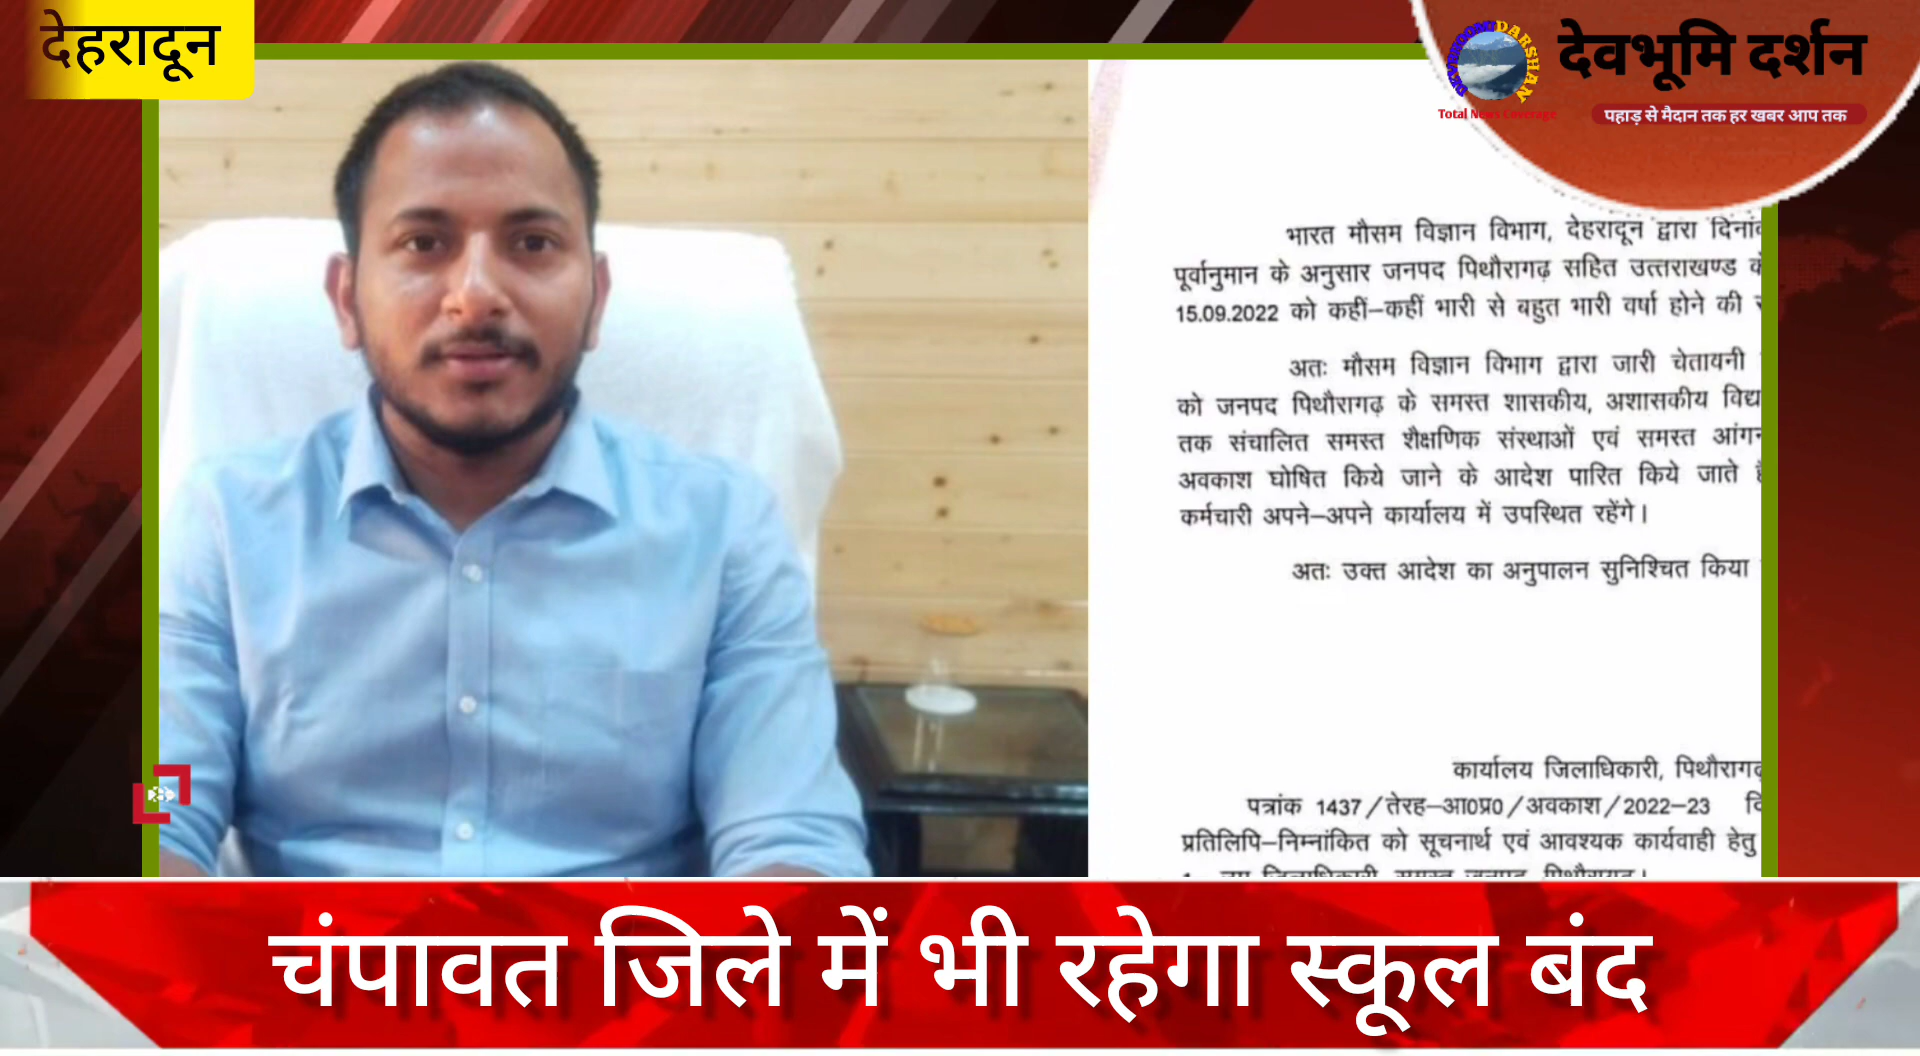 देहरादून
DEVBHOOMI DARSHAN
Total News Coverage
देवभूमि दर्शन
पहाड़ से मैदान तक हर खबर आप तक
भारत मौसम विज्ञान विभाग, देहरादून द्वारा
पूर्वानुमान के अनुसार जनपद पिथौरागढ़ सहित उत्तराखण्ड
15.09.2022 को कहीं–कहीं भारी से बहुत भारी वर्षा होने की
अतः मौसम विज्ञान विभाग द्वारा जारी चेतायनी
को जनपद पिथौरागढ़ के समस्त शासकीय, अशासकीय
तक संचालित समस्त शैक्षणिक संस्थाओं एवं समस्त
अवकाश घोषित किये जाने के आदेश पारित किये जाते
कर्मचारी अपने–अपने कार्यालय में उपस्थित रहेंगे।
अतः उक्त आदेश का अनुपालन सुनिश्चित किया
कार्यालय जिलाधिकारी, पिथौरागढ़
पत्रांक 1437/तेरह–आ0प्र0/अवकाश/2022–23
प्रतिलिपि–निम्नांकित को सूचनार्थ एवं आवश्यक कार्यवाही हेतु
चंपावत जिले में भी रहेगा स्कूल बंद